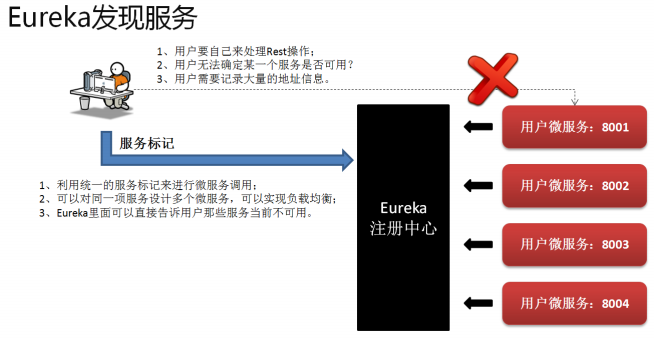 Eureka发现服务
1、用户要自己来处理Rest操作；
2、用户无法确定某一个服务是否可用？
3、用户需要记录大量的地址信息。
服务标记
1、利用统一的服务标记来进行微服务调用；
2、可以对同一项服务设计多个微服务，可以实现负载均衡；
3、Eureka里面可以直接告诉用户那些服务当前不可用。
Eureka
注册中心
用户微服务：8001
用户微服务：8002
用户微服务：8003
用户微服务：8004